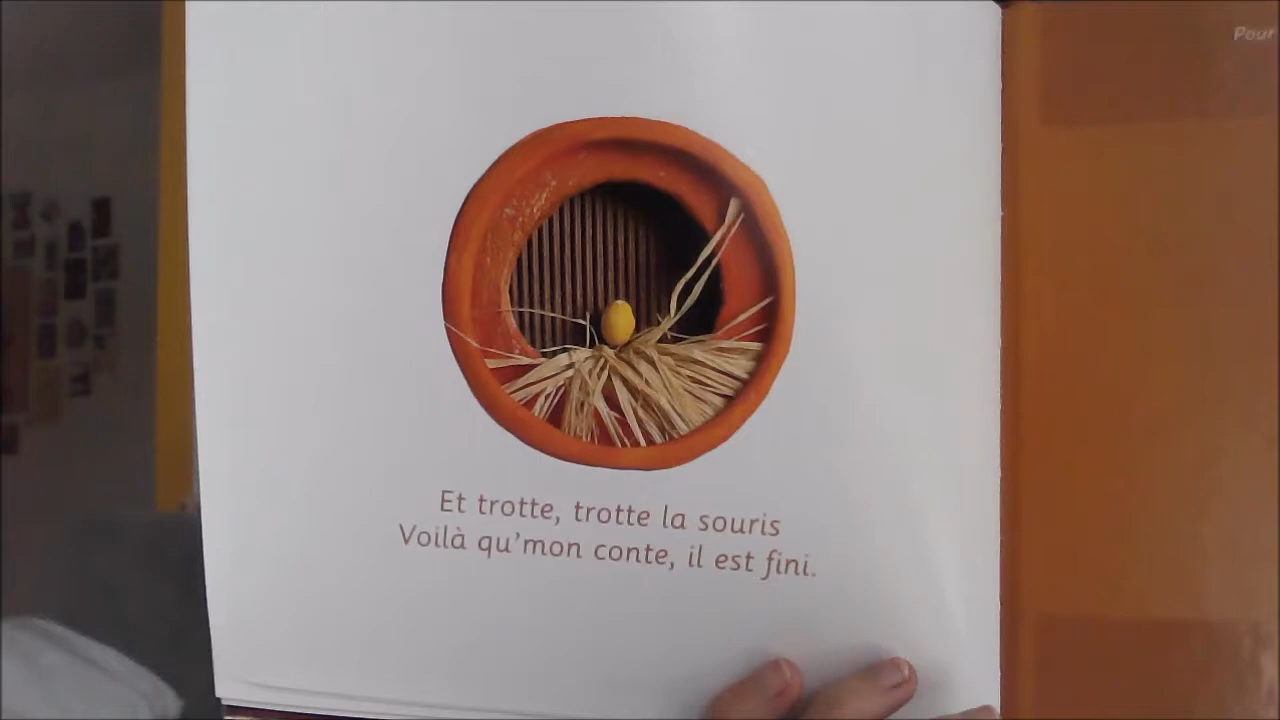 Pour
Et trotte, trotte la souris
Voilà qu'mon conte, il est fini.